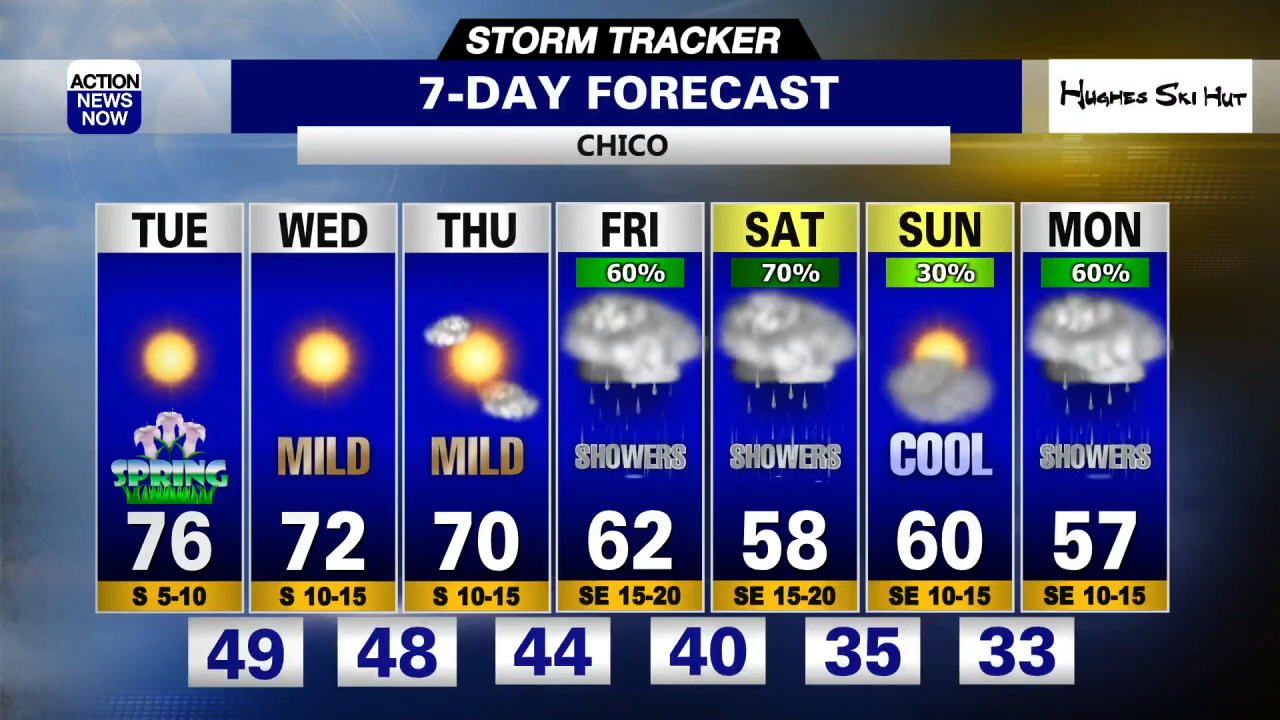 STORM TRACKER
ACTION
NEWS
NOW
7-DAY FORECAST
HUGHES SKI HUT
CHICO
TUE WED THU FRI SAT SUN MON
60% 70% 30% 60%
SPRING MILD MILD SHOWERS SHOWERS COOL SHOWERS
76 72 70 62 58 60 57
S 5-10 S 10-15 S 10-15 SE 15-20 SE 15-20 SE 10-15 SE 10-15
49 48 44 40 35 33